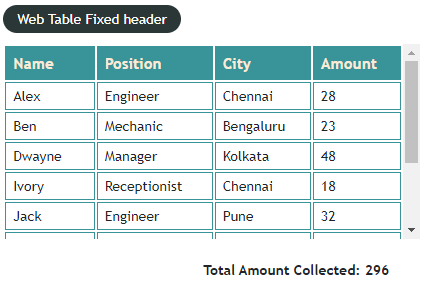 Web Table Fixed header
Name Position City Amount
Alex Engineer Chennai 28
Ben Mechanic Bengaluru 23
Dwayne Manager Kolkata 48
Ivory Receptionist Chennai 18
Jack Engineer Pune 32
Total Amount Collected: 296